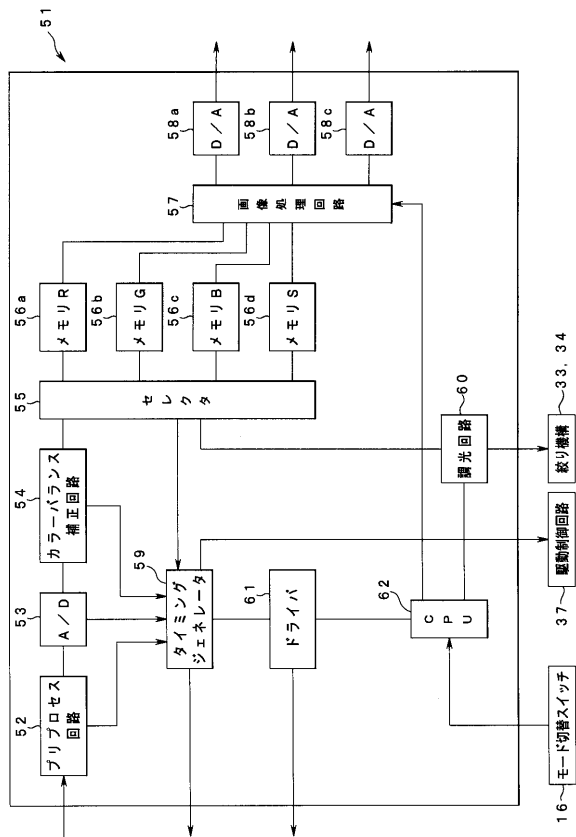 51
52
プリプロセス
回路
53
A/D
54
カラーバランス
補正回路
55
セレクタ
56a
メモリR
56b
メモリG
56c
メモリB
56d
メモリS
57
画像処理回路
58a
D/A
58b
D/A
58c
D/A
59
タイミング
ジェネレータ
61
ドライバ
62
CPU
60
調光回路
16
モード切替スイッチ
37
駆動制御回路
33, 34
絞り機構